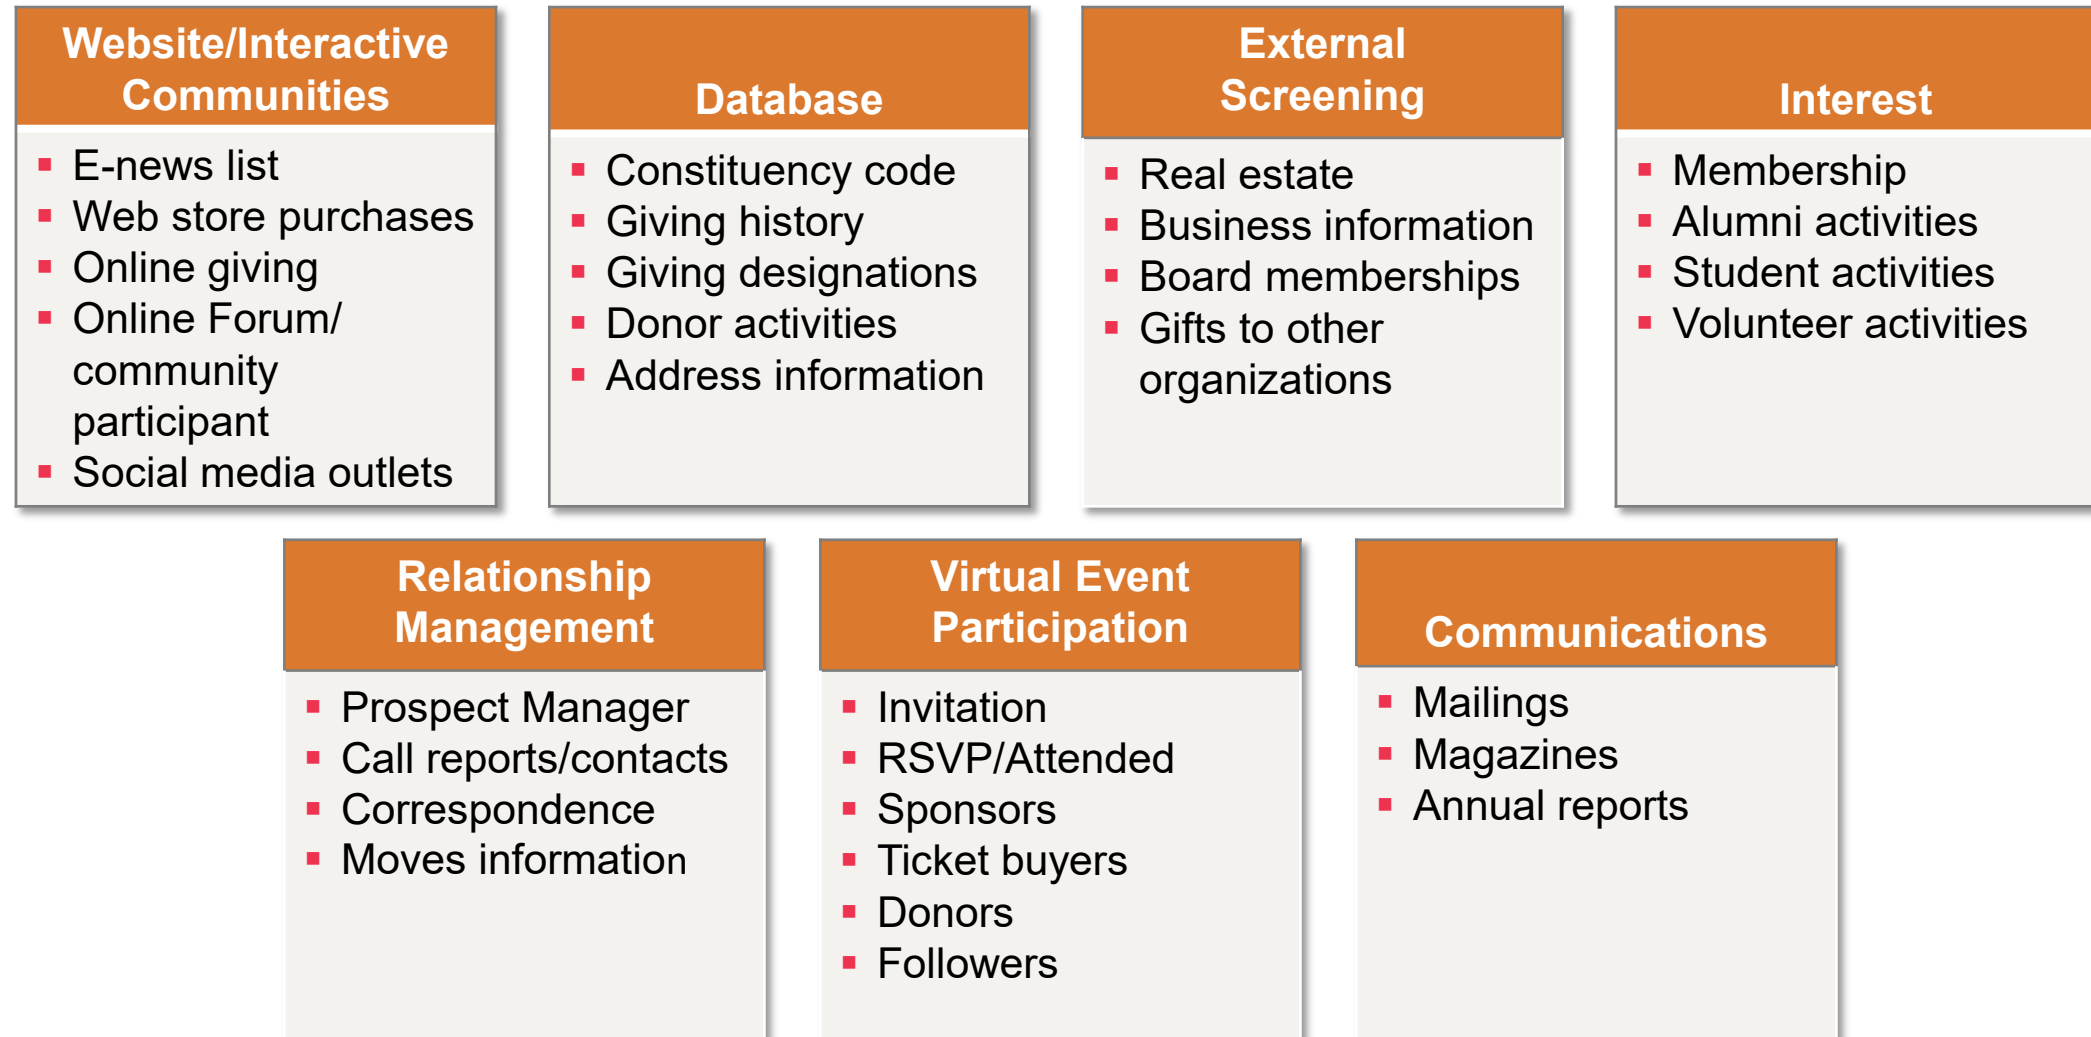 Website/Interactive
Communities
E-news list
Web store purchases
Online giving
Online Forum/
community
participant
Social media outlets
Database
Constituency code
Giving history
Giving designations
Donor activities
Address information
External
Screening
Real estate
Business information
Board memberships
Gifts to other
organizations
Interest
Membership
Alumni activities
Student activities
Volunteer activities
Relationship
Management
Prospect Manager
Call reports/contacts
Correspondence
Moves information
Virtual Event
Participation
Invitation
RSVP/Attended
Sponsors
Ticket buyers
Donors
Followers
Communications
Mailings
Magazines
Annual reports